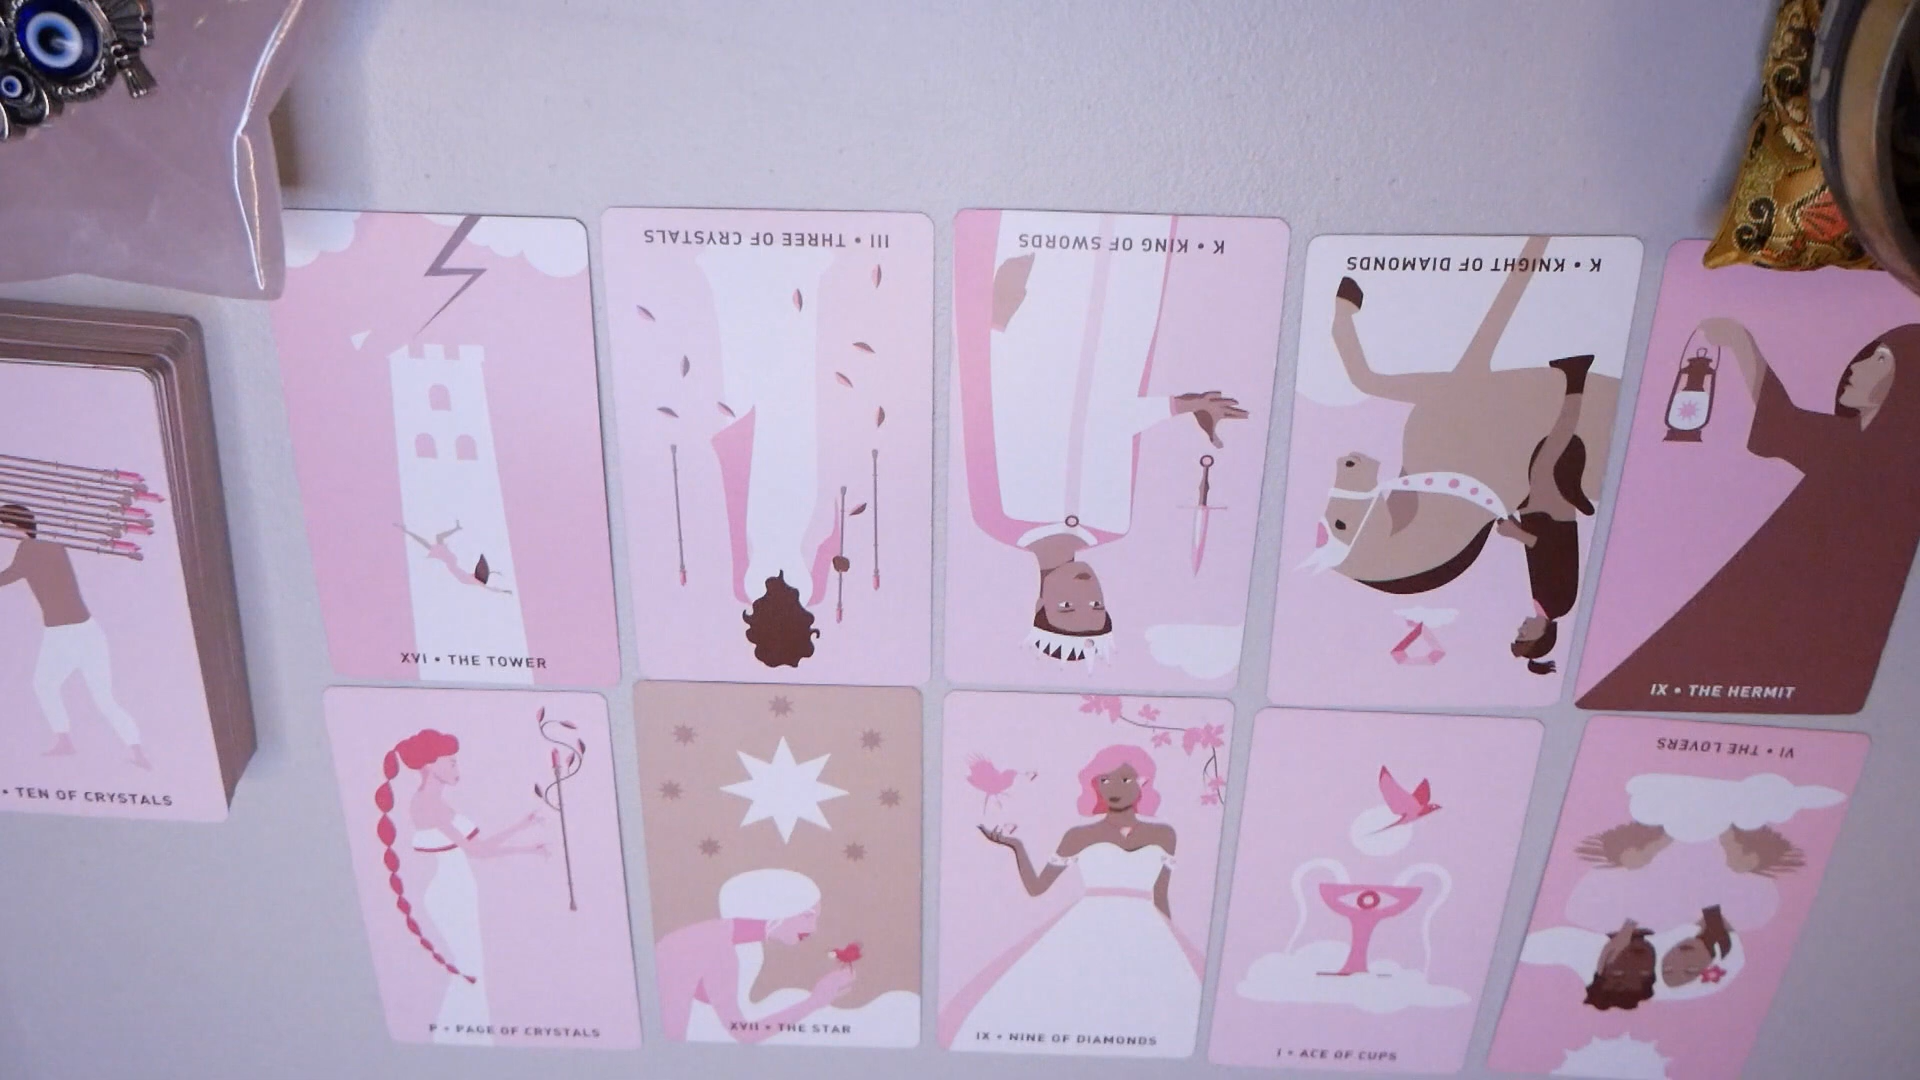 III • THREE OF CRYSTALS
K • KING OF SWORDS
K • KNIGHT OF DIAMONDS
XVI • THE TOWER
IX • THE HERMIT
VI • THE LOVERS
• TEN OF CRYSTALS
P • PAGE OF CRYSTALS
XVII • THE STAR
IX • NINE OF DIAMONDS
I • ACE OF CUPS